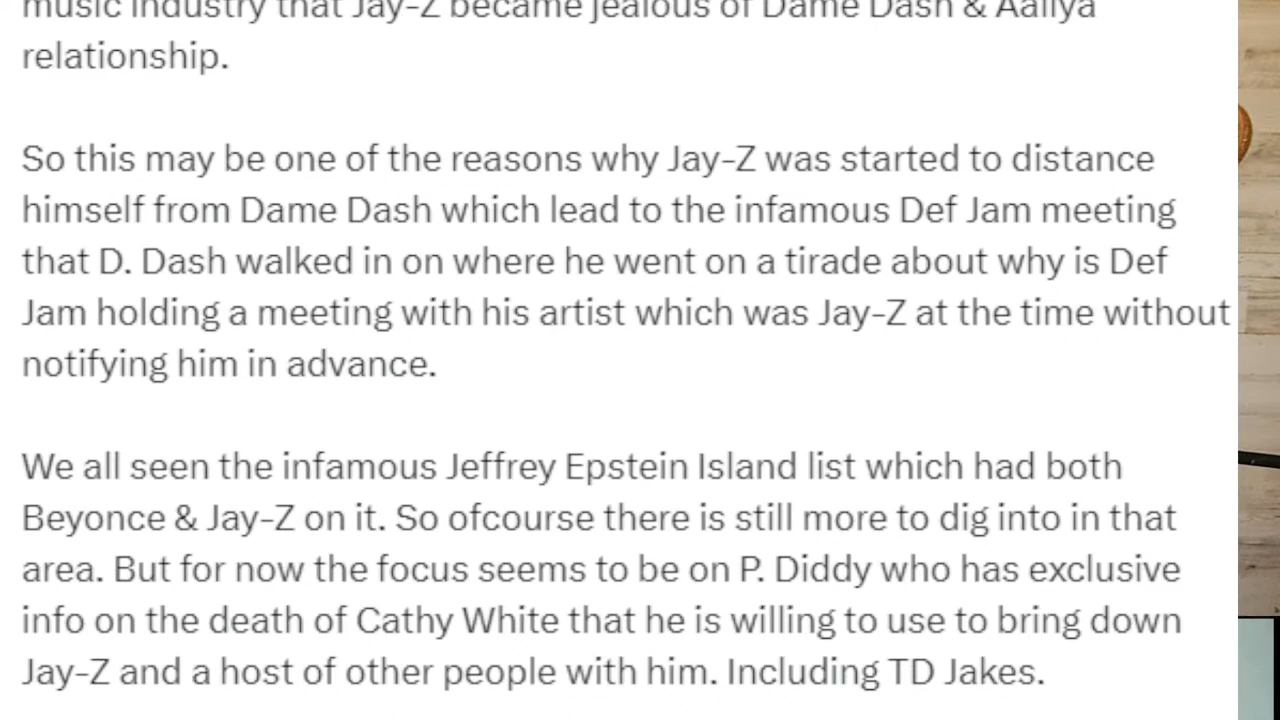 music industry that Jay-Z became jealous of Dame Dash & Aaliya
relationship.
So this may be one of the reasons why Jay-Z was started to distance
himself from Dame Dash which lead to the infamous Def Jam meeting
that D. Dash walked in on where he went on a tirade about why is Def
Jam holding a meeting with his artist which was Jay-Z at the time without
notifying him in advance.
We all seen the infamous Jeffrey Epstein Island list which had both
Beyonce & Jay-Z on it. So ofcourse there is still more to dig into in that
area. But for now the focus seems to be on P. Diddy who has exclusive
info on the death of Cathy White that he is willing to use to bring down
Jay-Z and a host of other people with him. Including TD Jakes.